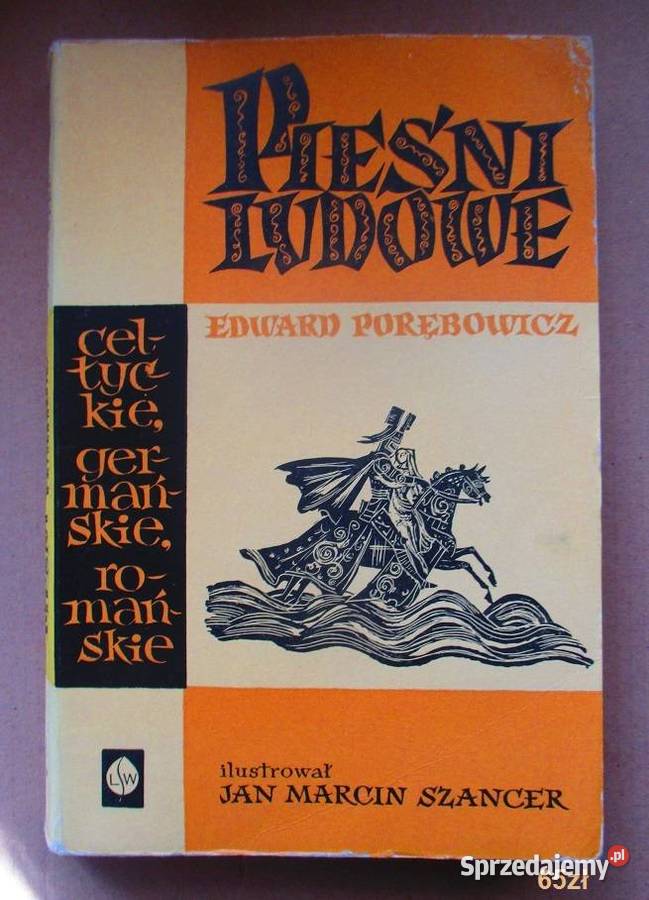 PIEŚNI
LUDOWE
EDWARD PORĘBOWICZ
cel-
tyc-
kie,
ger-
mań-
skie,
ro-
mań-
skie
LSW
ilustrował
JAN MARCIN SZANCER
Sprzedajemy.pl
65zł